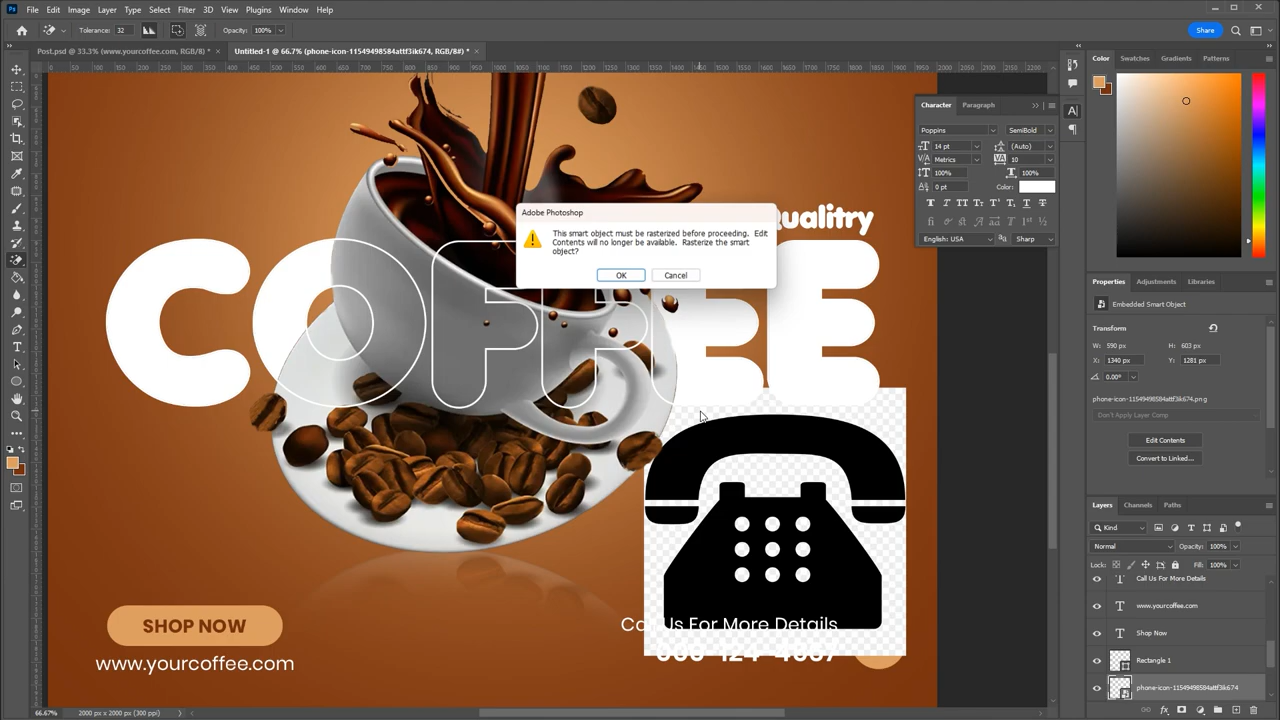 Ps File Edit Image Layer Type Select Filter 3D View Plugins Window Help
Tolerance: 32 Opacity: 100% Share
Post.psd @ 33.3% (www.yourcoffee.com, RGB/8) * × Untitled-1 @ 66.7% (phone-icon-11549498584attf3ik674, RGB/8#) * ×
Color Swatches Gradients Patterns
Character Paragraph
Poppins SemiBold
14 pt (Auto)
Metrics 10
100% 100%
0 pt Color:
English: USA Sharp
Adobe Photoshop
This smart object must be rasterized before proceeding. Edit
Contents will no longer be available. Rasterize the smart
object?
OK Cancel
Qualitry
COFFEE
SHOP NOW
www.yourcoffee.com
Call Us For More Details
Properties Adjustments Libraries
Embedded Smart Object
Transform
W: 590 px H: 603 px
X: 1340 px Y: 1281 px
0.00°
phone-icon-11549498584attf3ik674.png
Don't Apply Layer Comp
Edit Contents
Convert to Linked...
Layers Channels Paths
Kind
Normal Opacity: 100%
Lock: Fill: 100%
Call Us For More Details
www.yourcoffee.com
Shop Now
Rectangle 1
phone-icon-11549498584attf3ik674
66.67% 2000 px x 2000 px (300 ppi)